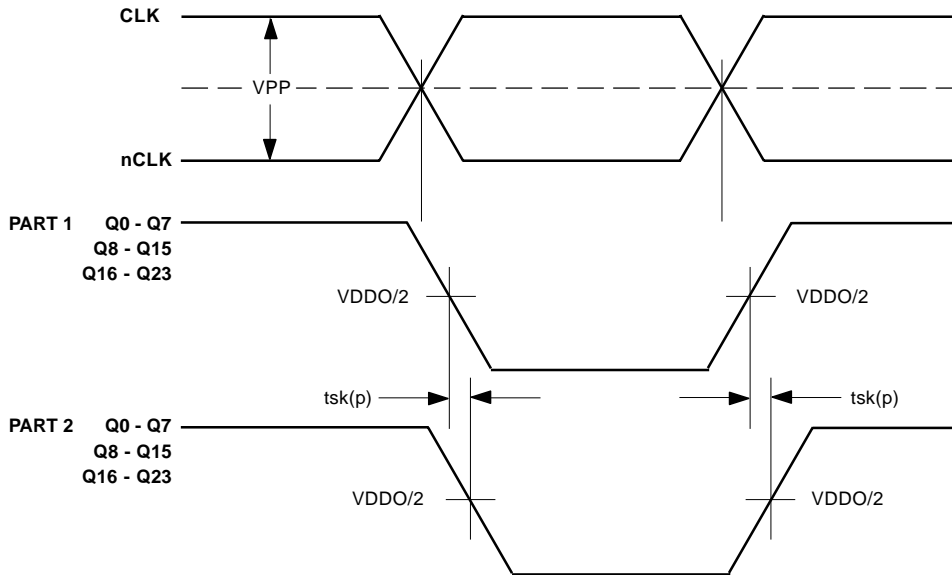 CLK
VPP
nCLK
PART 1 Q0 - Q7
Q8 - Q15
Q16 - Q23
VDDO/2 VDDO/2
tsk(p) tsk(p)
PART 2 Q0 - Q7
Q8 - Q15
Q16 - Q23
VDDO/2 VDDO/2